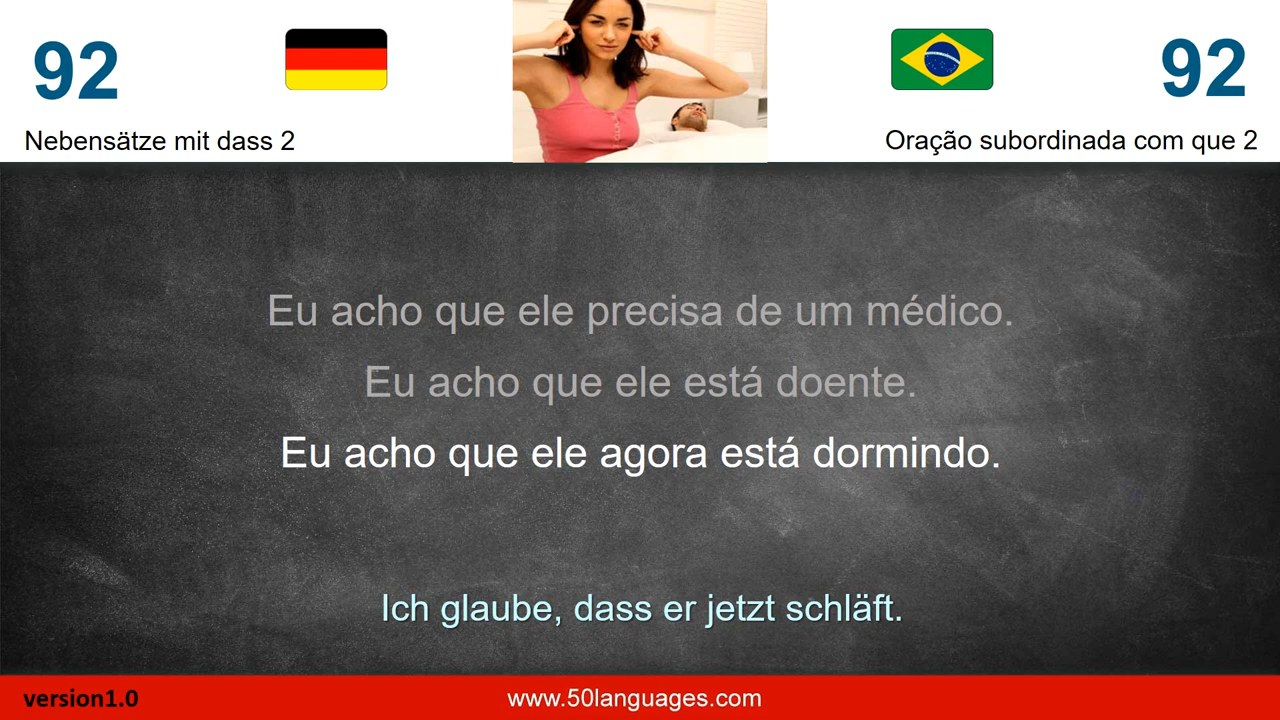 92
92
Nebensätze mit dass 2
Oração subordinada com que 2
Eu acho que ele precisa de um médico.
Eu acho que ele está doente.
Eu acho que ele agora está dormindo.
Ich glaube, dass er jetzt schläft.
version1.0
www.50languages.com